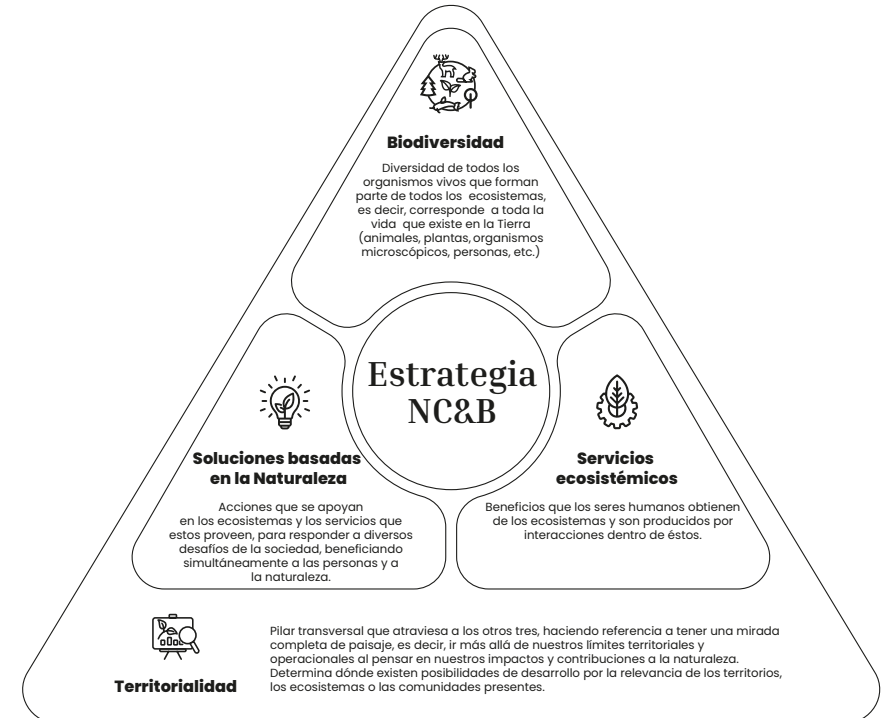 Biodiversidad
Diversidad de todos los
organismos vivos que forman
parte de todos los ecosistemas,
es decir, corresponde a toda la
vida que existe en la Tierra
(animales, plantas, organismos
microscópicos, personas, etc.)
Estrategia
NC&B
Soluciones basadas
en la Naturaleza
Acciones que se apoyan
en los ecosistemas y los servicios que
estos proveen, para responder a diversos
desafíos de la sociedad, beneficiando
simultáneamente a las personas y a
la naturaleza.
Servicios
ecosistémicos
Beneficios que los seres humanos obtienen
de los ecosistemas y son producidos por
interacciones dentro de éstos.
Territorialidad
Pilar transversal que atraviesa a los otros tres, haciendo referencia a tener una mirada
completa de paisaje, es decir, ir más allá de nuestros límites territoriales y
operacionales al pensar en nuestros impactos y contribuciones a la naturaleza.
Determina dónde existen posibilidades de desarrollo por la relevancia de los territorios,
los ecosistemas o las comunidades presentes.